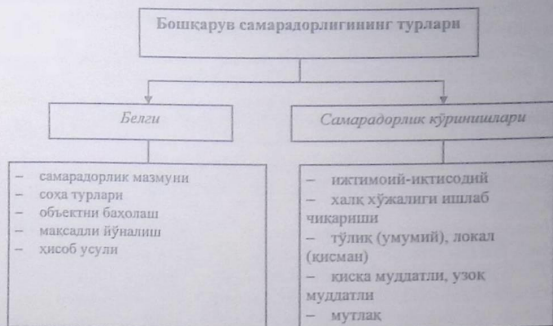 Бошқарув самарадорлигининг турлари
Белги
Самарадорлик кўринишлари
– самарадорлик мазмуни
– соҳа турлари
– объектни баҳолаш
– мақсадли йўналиш
– ҳисоб усули
– ижтимоий-иқтисодий
– халқ хўжалиги ишлаб
чиқариши
– тўлиқ (умумий), локал
(қисман)
– қисқа муддатли, узоқ
муддатли
– мутлақ